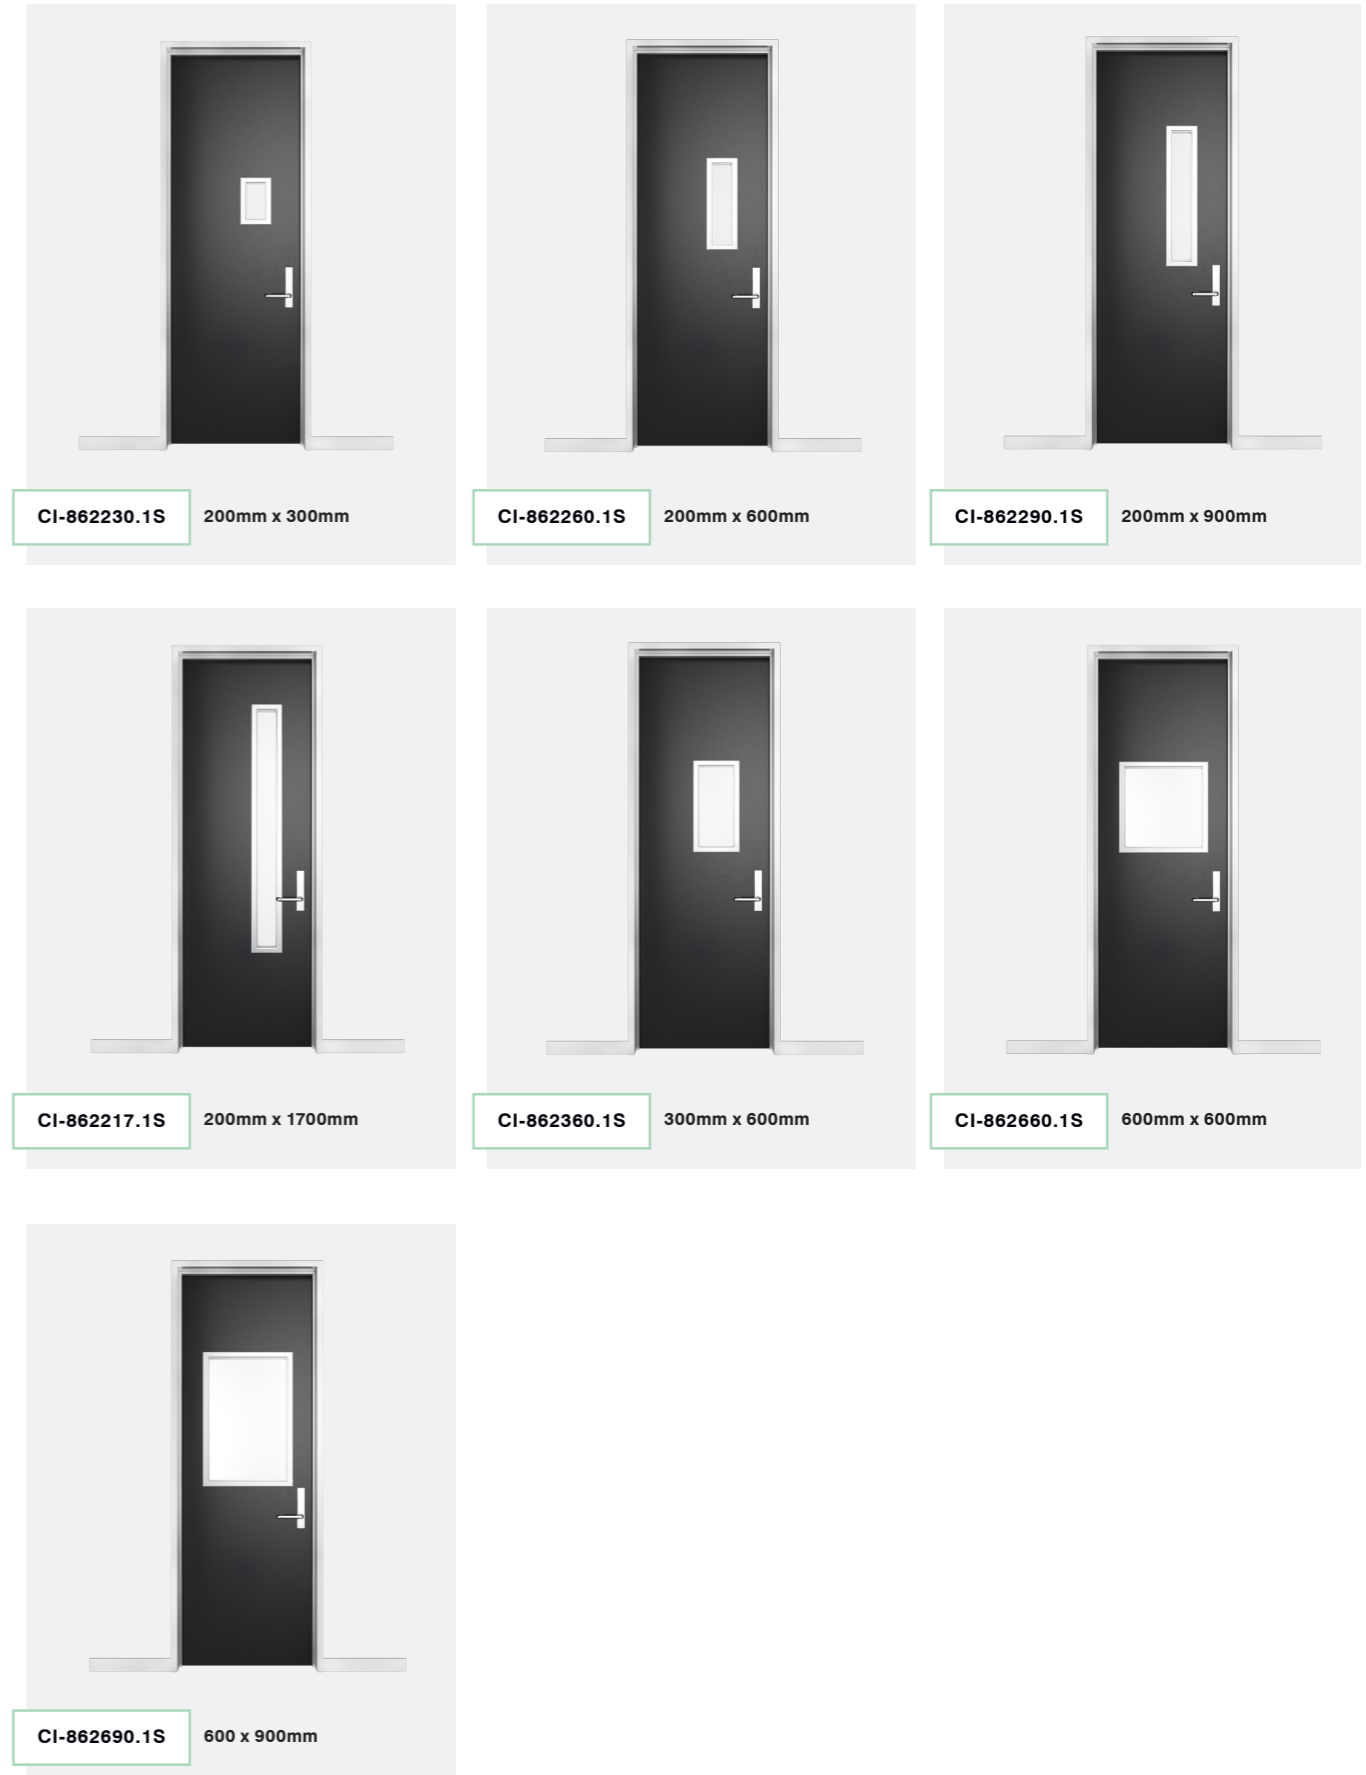 CI-862230.1S 200mm x 300mm
CI-862260.1S 200mm x 600mm
CI-862290.1S 200mm x 900mm
CI-862217.1S 200mm x 1700mm
CI-862360.1S 300mm x 600mm
CI-862660.1S 600mm x 600mm
CI-862690.1S 600 x 900mm